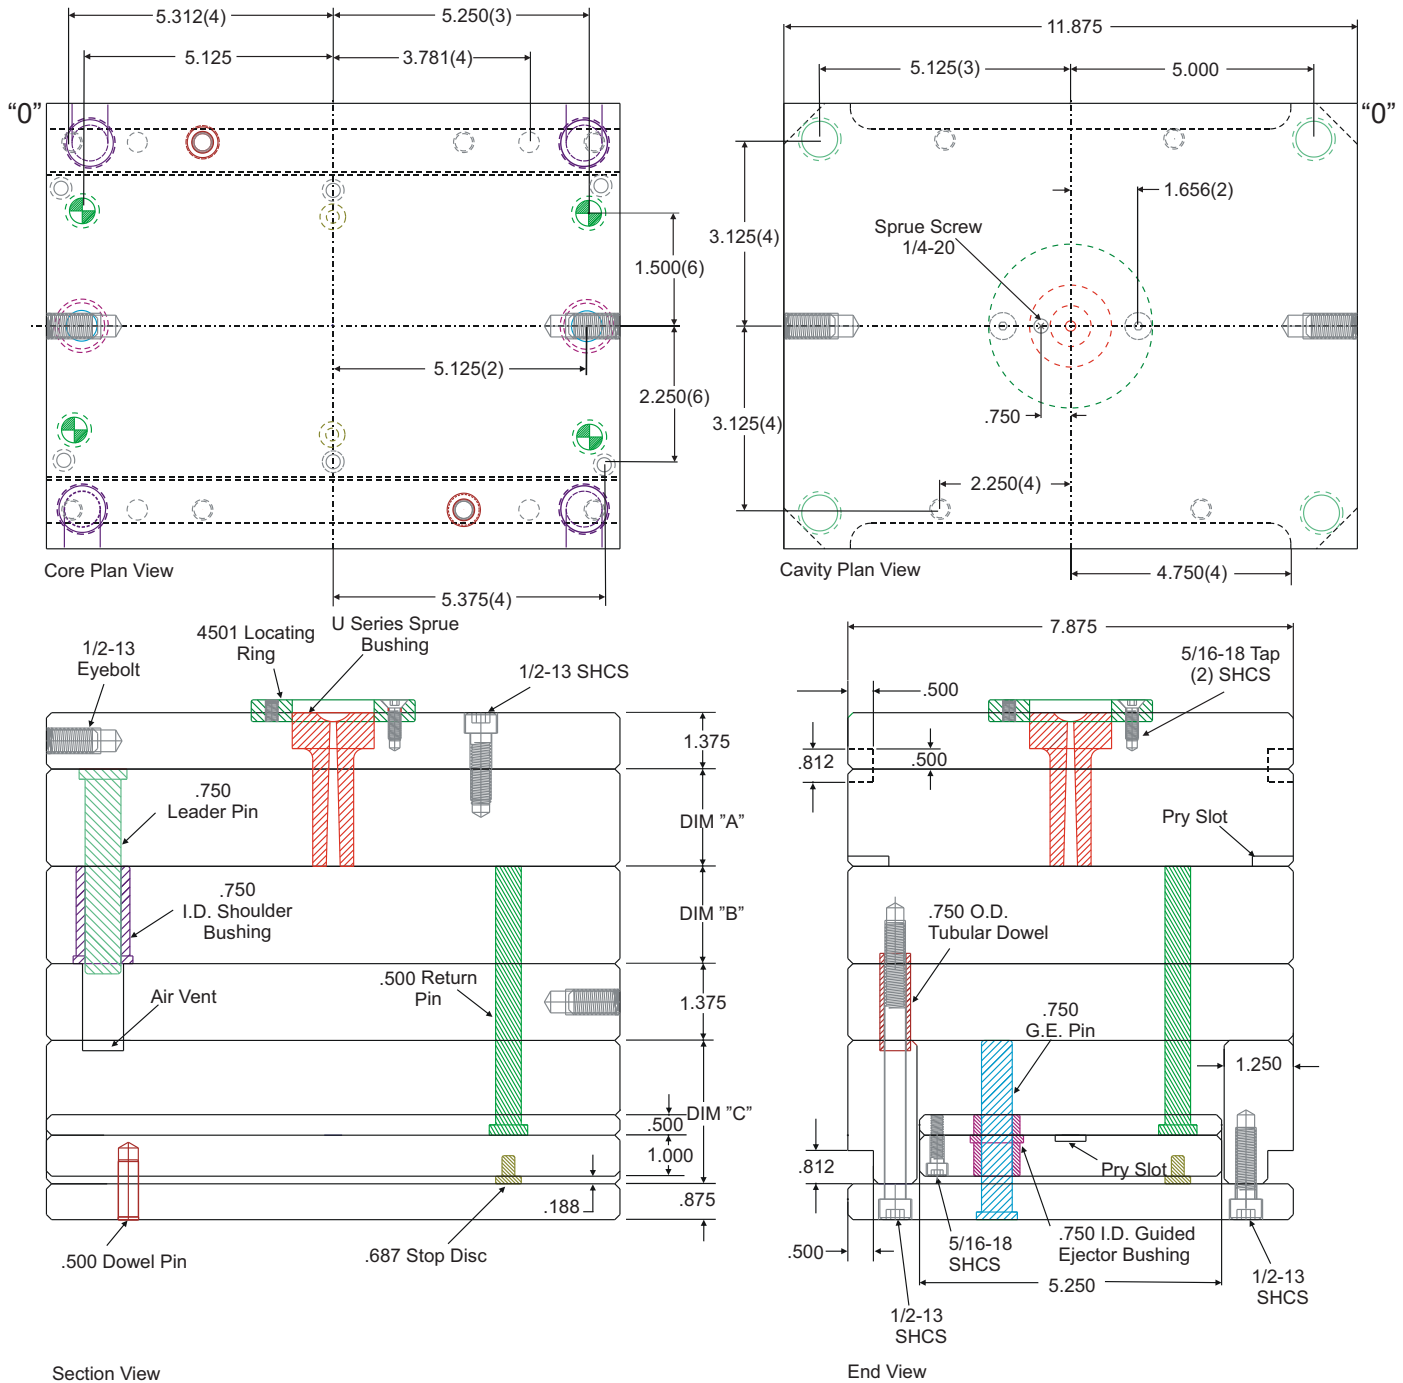 5.312(4)
5.250(3)
5.125
3.781(4)
“0”
1.500(6)
5.125(2)
2.250(6)
Core Plan View
5.375(4)
11.875
5.125(3)
5.000
“0”
1.656(2)
3.125(4)
Sprue Screw
1/4-20
3.125(4)
.750
2.250(4)
4.750(4)
Cavity Plan View
1/2-13
Eyebolt
4501 Locating
Ring
U Series Sprue
Bushing
1/2-13 SHCS
1.375
.750
Leader Pin
DIM ”A”
.750
I.D. Shoulder
Bushing
DIM ”B”
Air Vent
.500 Return
Pin
1.375
DIM ”C”
.500
1.000
.188
.875
.500 Dowel Pin
.687 Stop Disc
Section View
7.875
5/16-18 Tap
(2) SHCS
.500
.812
.500
Pry Slot
.750 O.D.
Tubular Dowel
.750
G.E. Pin
1.250
.812
Pry Slot
.500
5/16-18
SHCS
.750 I.D. Guided
Ejector Bushing
5.250
1/2-13
SHCS
1/2-13
SHCS
End View